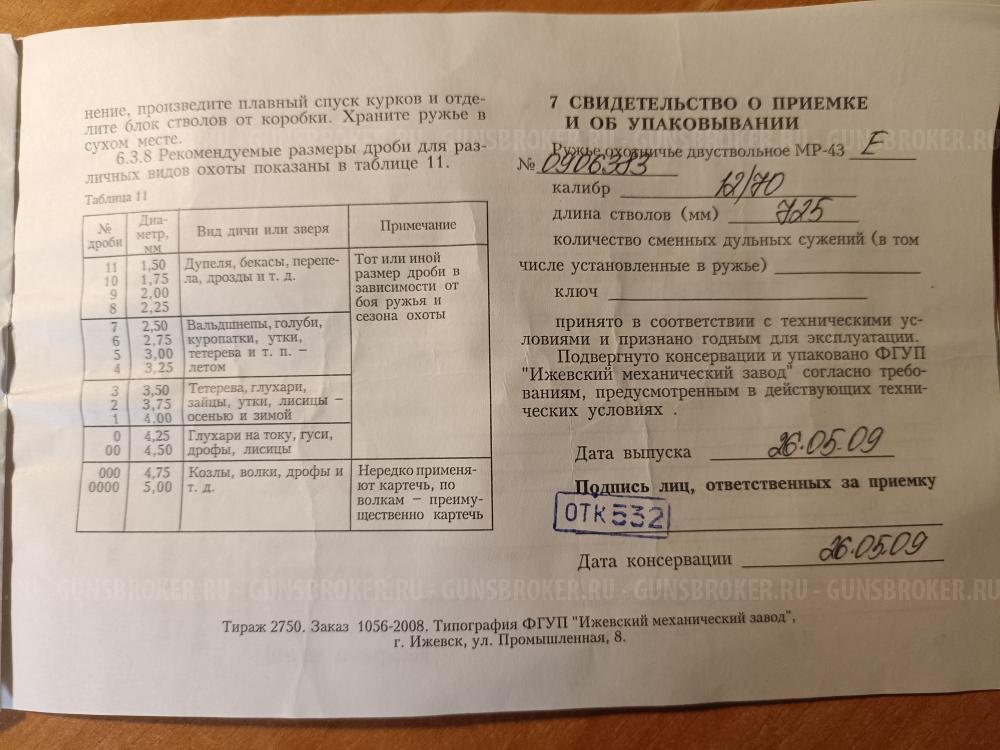 нение, произведите плавный спуск курков и отде-
лите блок стволов от коробки. Храните ружье в
сухом месте.
6.3.8 Рекомендуемые размеры дроби для раз-
личных видов охоты показаны в таблице 11.
Таблица 11
№ дроби Диа-метр, мм Вид дичи или зверя Примечание
11 1,50 Дупеля, бекасы, перепе- Тот или иной
10 1,75 ла, дрозды и т. д. размер дроби в
9 2,00 зависимости от
8 2,25 боя ружья и
сезона охоты
7 2,50 Вальдшнепы, голуби,
6 2,75 куропатки, утки,
5 3,00 тетерева и т. п. –
4 3,25 летом
3 3,50 Тетерева, глухари,
2 3,75 зайцы, утки, лисицы –
1 4,00 осенью и зимой
0 4,25 Глухари на току, гуси,
00 4,50 дрофы, лисицы
000 4,75 Козлы, волки, дрофы и Нередко применя-
0000 5,00 т. д. ют картечь, по
волкам – преиму-
щественно картечь
7 СВИДЕТЕЛЬСТВО О ПРИЕМКЕ
И ОБ УПАКОВЫВАНИИ
Ружье охотничье двуствольное МР-43 Е
№ 0906383
калибр 12/70
длина стволов (мм) 725
количество сменных дульных сужений (в том
числе установленные в ружье)
ключ
принято в соответствии с техническими ус-
ловиями и признано годным для эксплуатации.
Подвергнуто консервации и упаковано ФГУП
"Ижевский механический завод" согласно требо-
ваниям, предусмотренным в действующих техни-
ческих условиях .
Дата выпуска 26.05.09
Подпись лиц, ответственных за приемку
ОТК 532
Дата консервации 26.05.09
Тираж 2750. Заказ 1056-2008. Типография ФГУП "Ижевский механический завод",
г. Ижевск, ул. Промышленная, 8.
GUNSBROKER.RU - GUNSBROKER.RU - GUNSBROKER.RU - GUNSBROKER.RU - GUNSBROKER.RU